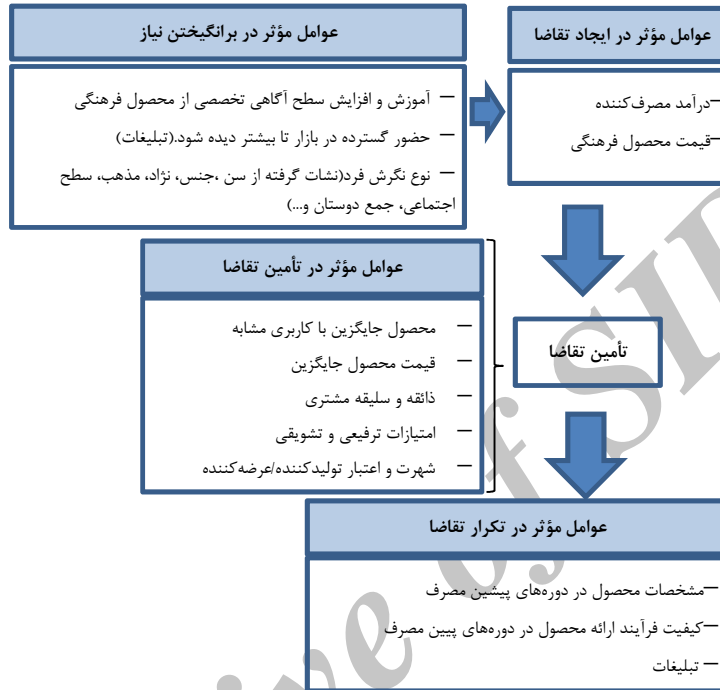 عوامل مؤثر در برانگیختن نیاز
— آموزش و افزایش سطح آگاهی تخصصی از محصول فرهنگی
— حضور گسترده در بازار تا بیشتر دیده شود.(تبلیغات)
— نوع نگرش فرد(نشات گرفته از سن ،جنس، نژاد، مذهب، سطح
اجتماعی، جمع دوستان و...)
عوامل مؤثر در ایجاد تقاضا
—درآمد مصرف‌کننده
—قیمت محصول فرهنگی
تأمین تقاضا
عوامل مؤثر در تأمین تقاضا
— محصول جایگزین با کاربری مشابه
— قیمت محصول جایگزین
— ذائقه و سلیقه مشتری
— امتیازات ترفیعی و تشویقی
— شهرت و اعتبار تولیدکننده/عرضه‌کننده
عوامل مؤثر در تکرار تقاضا
—مشخصات محصول در دوره‌های پیشین مصرف
—کیفیت فرآیند ارائه محصول در دوره‌های پیین مصرف
— تبلیغات
ive of SI